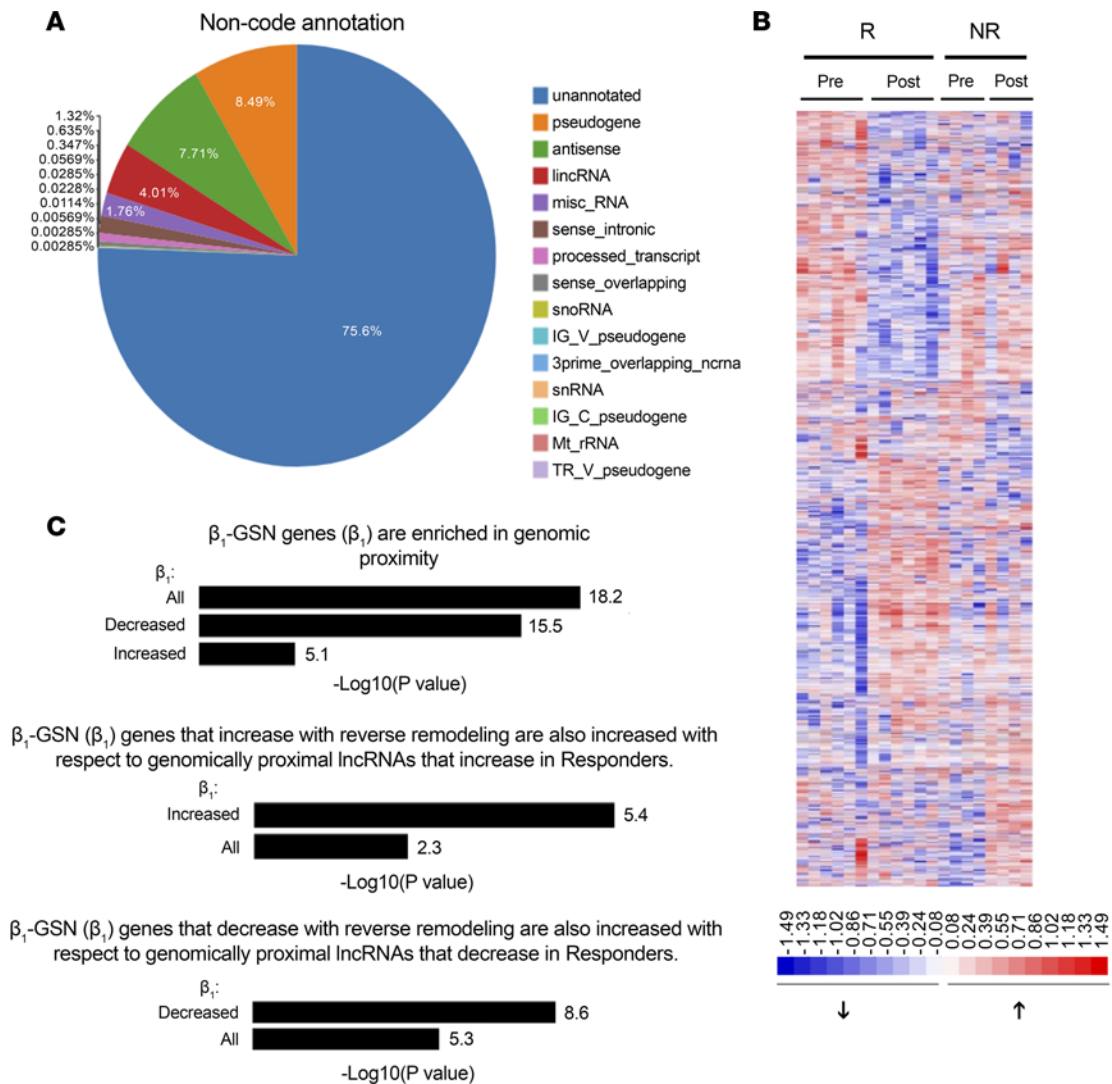 A
Non-code annotation
8.49%
7.71%
4.01%
1.76%
75.6%
1.32%
0.635%
0.347%
0.0569%
0.0285%
0.0228%
0.0114%
0.00569%
0.00285%
unannotated
pseudogene
antisense
lincRNA
misc_RNA
sense_intronic
processed_transcript
sense_overlapping
snoRNA
IG_V_pseudogene
3prime_overlapping_ncrna
snRNA
IG_C_pseudogene
Mt_rRNA
TR_V_pseudogene
B
R NR
Pre Post Pre Post
-1.49
-1.33
-1.18
-1.02
-0.86
-0.71
-0.55
-0.39
-0.24
-0.08
0.08
0.24
0.39
0.55
0.71
0.86
1.02
1.18
1.33
1.49
↓ ↑
C
β₁-GSN genes (β₁) are enriched in genomic
proximity
β₁:
All 18.2
Decreased 15.5
Increased 5.1
-Log10(P value)
β₁-GSN (β₁) genes that increase with reverse remodeling are also increased with
respect to genomically proximal lncRNAs that increase in Responders.
β₁:
Increased 5.4
All 2.3
-Log10(P value)
β₁-GSN (β₁) genes that decrease with reverse remodeling are also increased with
respect to genomically proximal lncRNAs that decrease in Responders.
β₁:
Decreased 8.6
All 5.3
-Log10(P value)